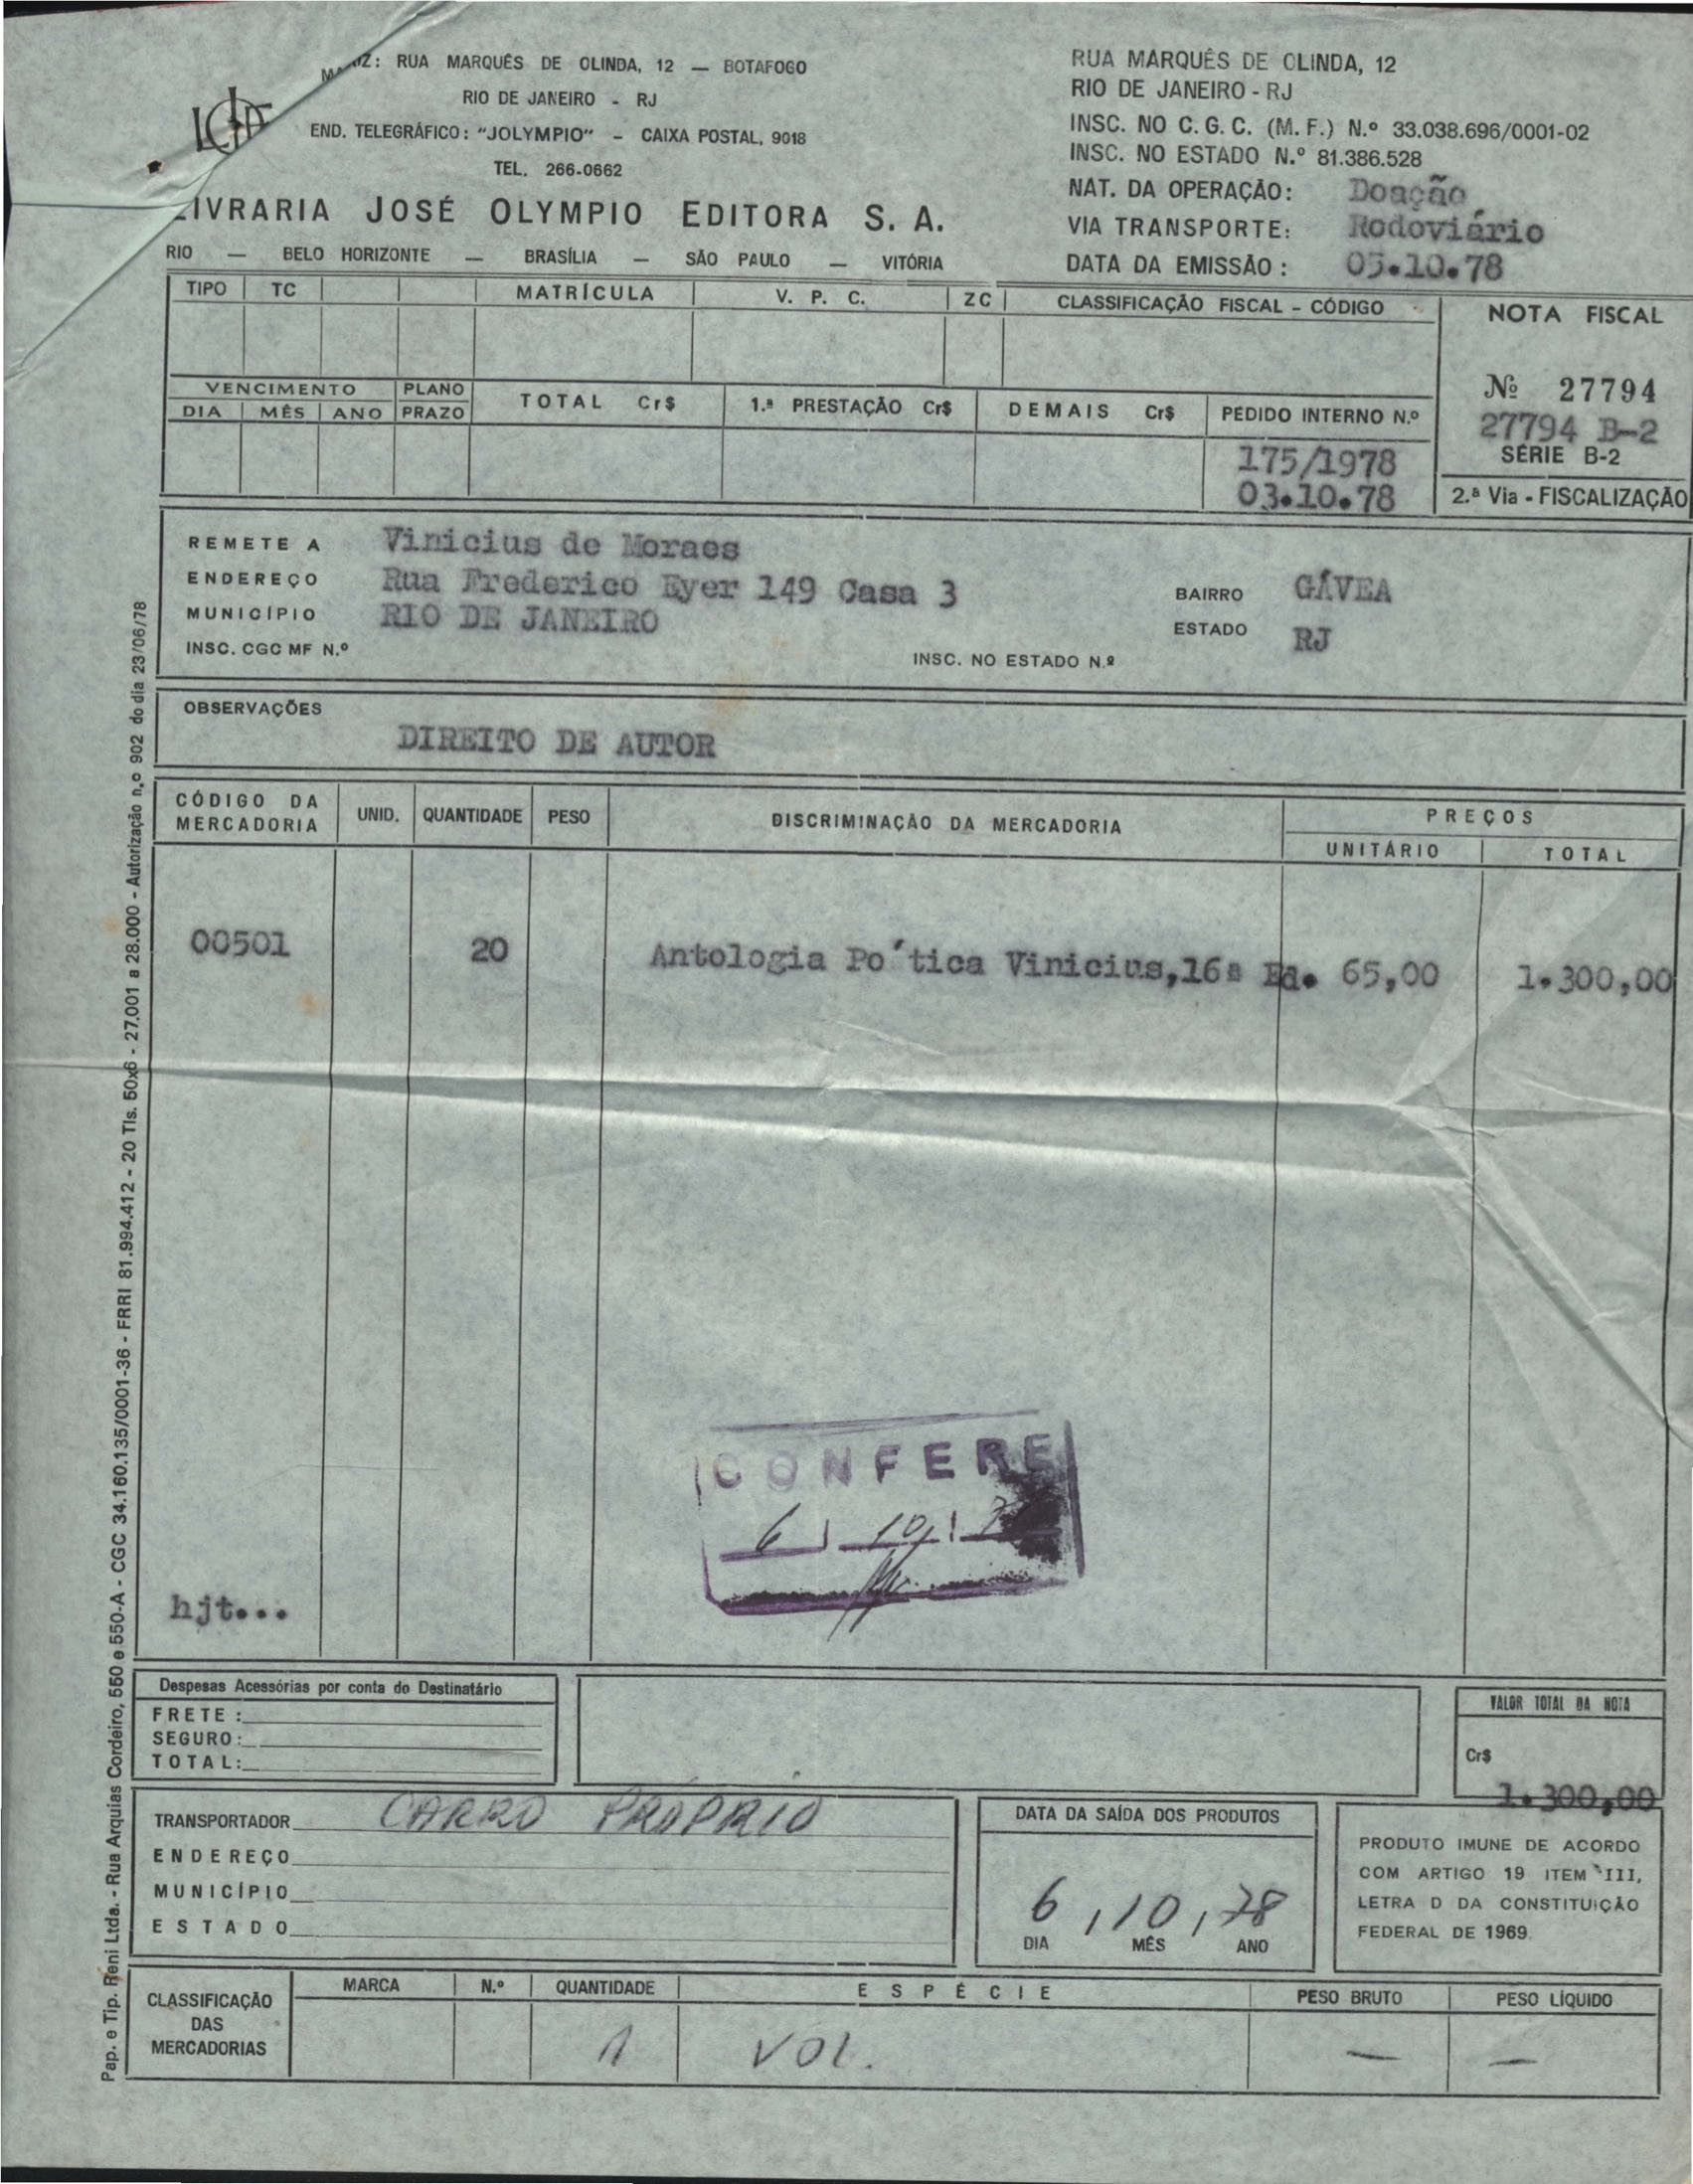 RUA MARQUÊS DE OLINDA, 12 — BOTAFOGO
RIO DE JANEIRO - RJ
END. TELEGRÁFICO: "JOLYMPIO" - CAIXA POSTAL, 9018
TEL. 266-0662
LIVRARIA JOSÉ OLYMPIO EDITORA S. A.
RIO — BELO HORIZONTE — BRASÍLIA — SÃO PAULO — VITÓRIA
RUA MARQUÊS DE OLINDA, 12
RIO DE JANEIRO - RJ
INSC. NO C. G. C. (M. F.) N.º 33.038.696/0001-02
INSC. NO ESTADO N.º 81.386.528
NAT. DA OPERAÇÃO: Doação
VIA TRANSPORTE: Rodoviário
DATA DA EMISSÃO: 05.10.78
TIPO TC MATRÍCULA V. P. C. ZC CLASSIFICAÇÃO FISCAL - CÓDIGO
NOTA FISCAL
Nº 27794
27794 B-2
SÉRIE B-2
2.ª Via - FISCALIZAÇÃO
VENCIMENTO PLANO TOTAL Cr$ 1.ª PRESTAÇÃO Cr$ DEMAIS Cr$ PEDIDO INTERNO N.º
DIA MÊS ANO PRAZO
175/1978
03.10.78
REMETE A Vinicius de Moraes
ENDEREÇO Rua Frederico Eyer 149 Casa 3 BAIRRO GÁVEA
MUNICÍPIO RIO DE JANEIRO ESTADO RJ
INSC. CGC MF N.º INSC. NO ESTADO N.º
OBSERVAÇÕES
DIREITO DE AUTOR
CÓDIGO DA MERCADORIA UNID. QUANTIDADE PESO DISCRIMINAÇÃO DA MERCADORIA PREÇOS
UNITÁRIO TOTAL
00501 20 Antologia Po´tica Vinicius,16ª Ed. 65,00 1.300,00
CONFERE
6 10
hjt...
Despesas Acessórias por conta do Destinatário
FRETE:
SEGURO:
TOTAL:
VALOR TOTAL DA NOTA
Cr$
1.300,00
TRANSPORTADOR CARRO PRÓPRIO
ENDEREÇO
MUNICÍPIO
ESTADO
DATA DA SAÍDA DOS PRODUTOS
6, 10, 78
DIA MÊS ANO
PRODUTO IMUNE DE ACORDO
COM ARTIGO 19 ITEM III,
LETRA D DA CONSTITUIÇÃO
FEDERAL DE 1969.
CLASSIFICAÇÃO DAS MERCADORIAS MARCA N.º QUANTIDADE ESPÉCIE PESO BRUTO PESO LÍQUIDO
1 VOL. — —
Pap. e Tip. Reni Ltda. - Rua Arquias Cordeiro, 550 e 550-A - CGC 34.160.135/0001-36 - FRRI 81.994.412 - 20 Tls. 50x6 - 27.001 a 28.000 - Autorização n.º 902 do dia 23/06/78